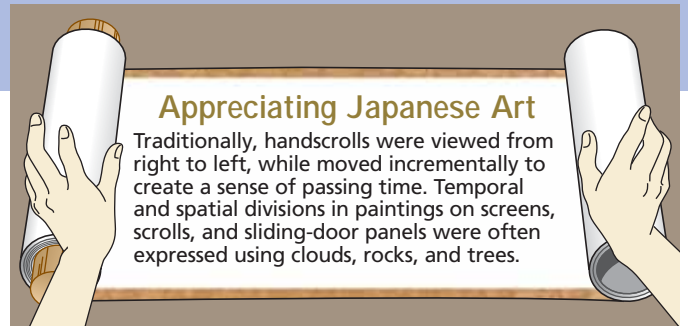 Appreciating Japanese Art
Traditionally, handscrolls were viewed from
right to left, while moved incrementally to
create a sense of passing time. Temporal
and spatial divisions in paintings on screens,
scrolls, and sliding-door panels were often
expressed using clouds, rocks, and trees.